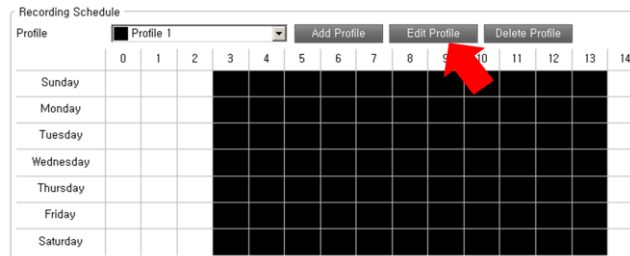 Recording Schedule
Profile Profile 1 Add Profile Edit Profile Delete Profile
0 1 2 3 4 5 6 7 8 9 10 11 12 13 14
Sunday
Monday
Tuesday
Wednesday
Thursday
Friday
Saturday